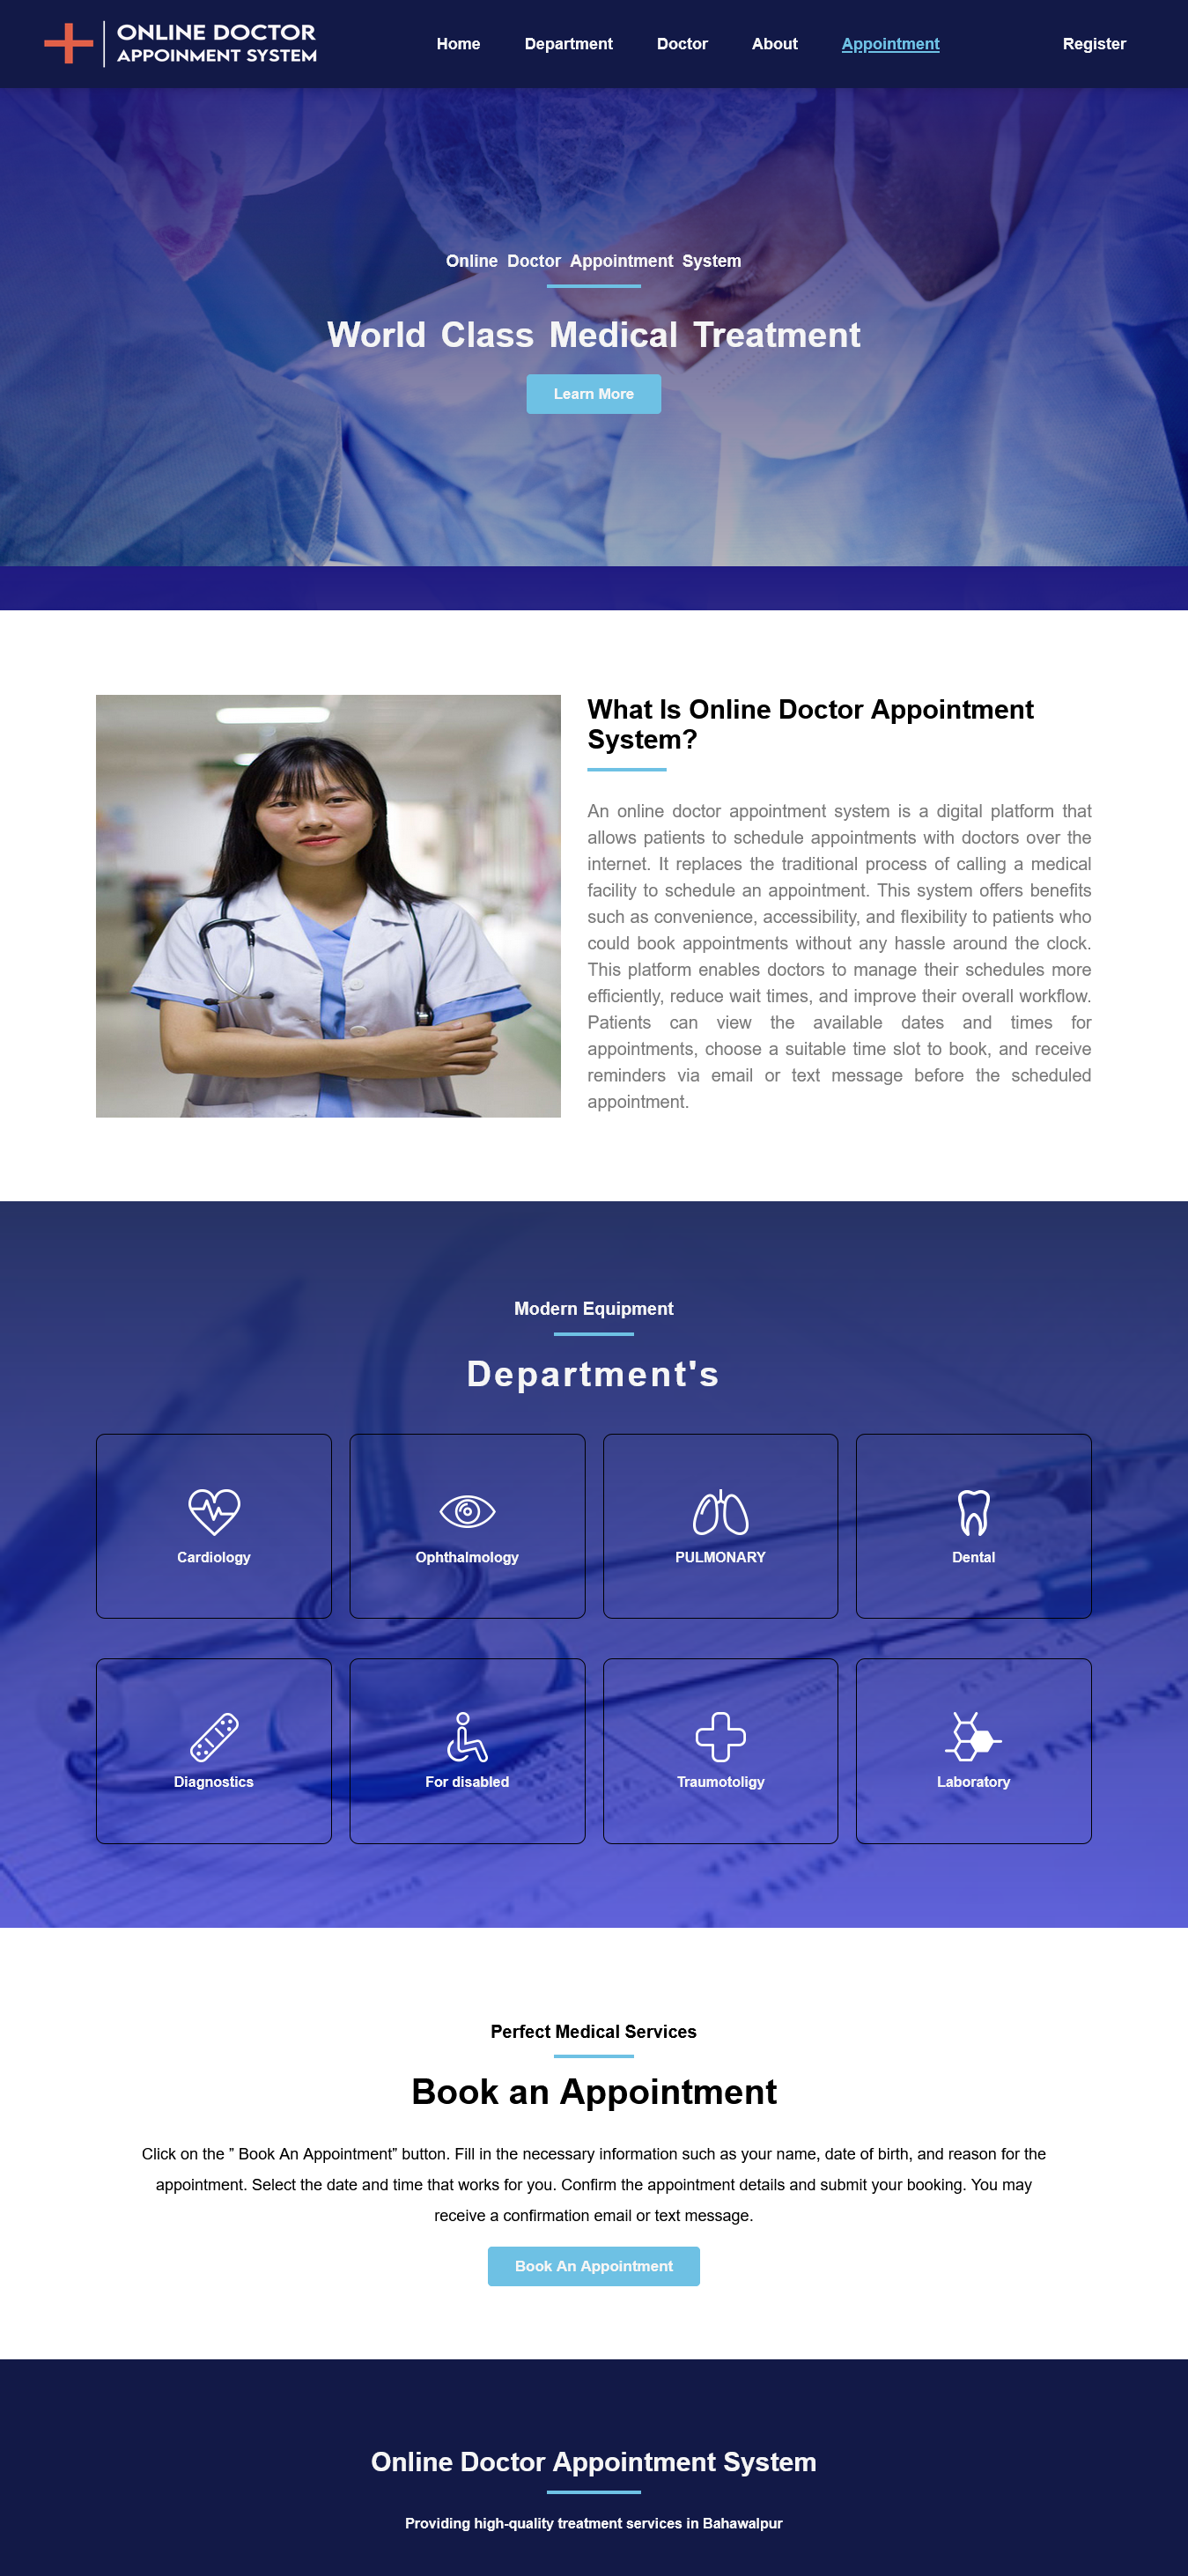 ONLINE DOCTOR
APPOINMENT SYSTEM
Home Department Doctor About Appointment Register
Online Doctor Appointment System
World Class Medical Treatment
Learn More
What Is Online Doctor Appointment
System?
An online doctor appointment system is a digital platform that
allows patients to schedule appointments with doctors over the
internet. It replaces the traditional process of calling a medical
facility to schedule an appointment. This system offers benefits
such as convenience, accessibility, and flexibility to patients who
could book appointments without any hassle around the clock.
This platform enables doctors to manage their schedules more
efficiently, reduce wait times, and improve their overall workflow.
Patients can view the available dates and times for
appointments, choose a suitable time slot to book, and receive
reminders via email or text message before the scheduled
appointment.
Modern Equipment
Department's
Cardiology Ophthalmology PULMONARY Dental
Diagnostics For disabled Traumotoligy Laboratory
Perfect Medical Services
Book an Appointment
Click on the ” Book An Appointment” button. Fill in the necessary information such as your name, date of birth, and reason for the
appointment. Select the date and time that works for you. Confirm the appointment details and submit your booking. You may
receive a confirmation email or text message.
Book An Appointment
Online Doctor Appointment System
Providing high-quality treatment services in Bahawalpur